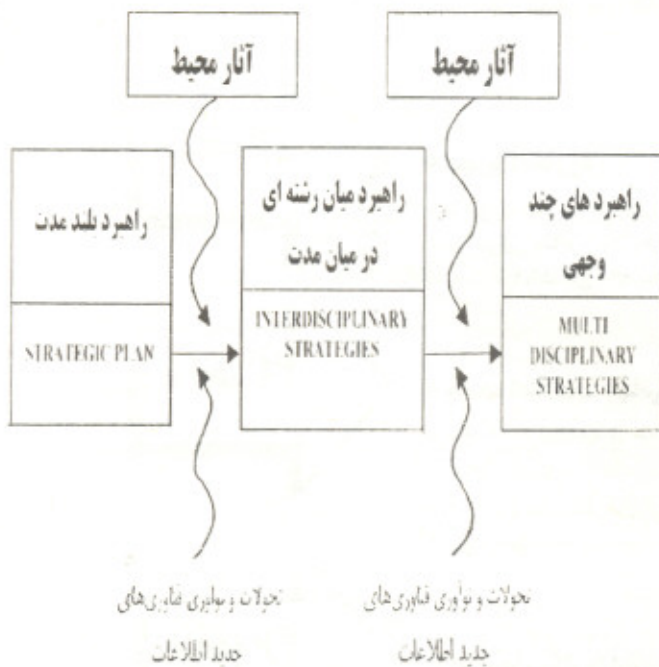 آثار محیط
آثار محیط
راهبرد بلند مدت
STRATEGIC PLAN
راهبرد میان رشته ای
در میان مدت
INTERDISCIPLINARY
STRATEGIES
راهبرد های چند
وجهی
MULTI
DISCIPLINARY
STRATEGIES
تحولات و نوآوری فناوری‌های
جدید اطلاعات
تحولات و نوآوری فناوری‌های
جدید اطلاعات